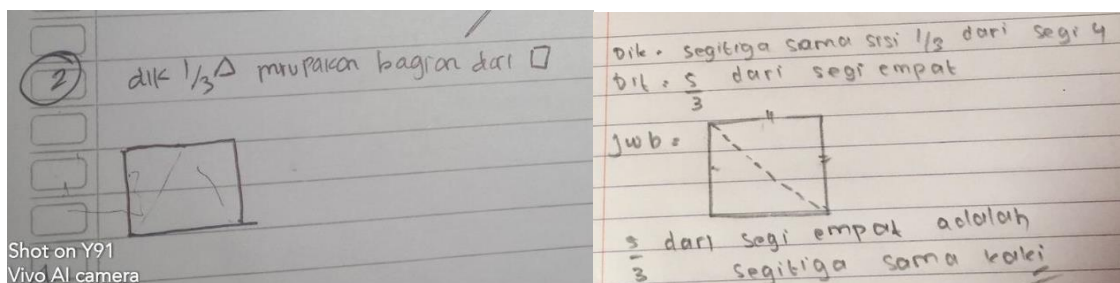 2 dik 1/3 △ mrupakan bagian dari □
Shot on Y91
Vivo AI camera
Dik. segitiga sama sisi 1/3 dari segi 4
Dit : 5/3 dari segi empat
Jwb =
5/3 dari segi empat adalah
segitiga sama kaki